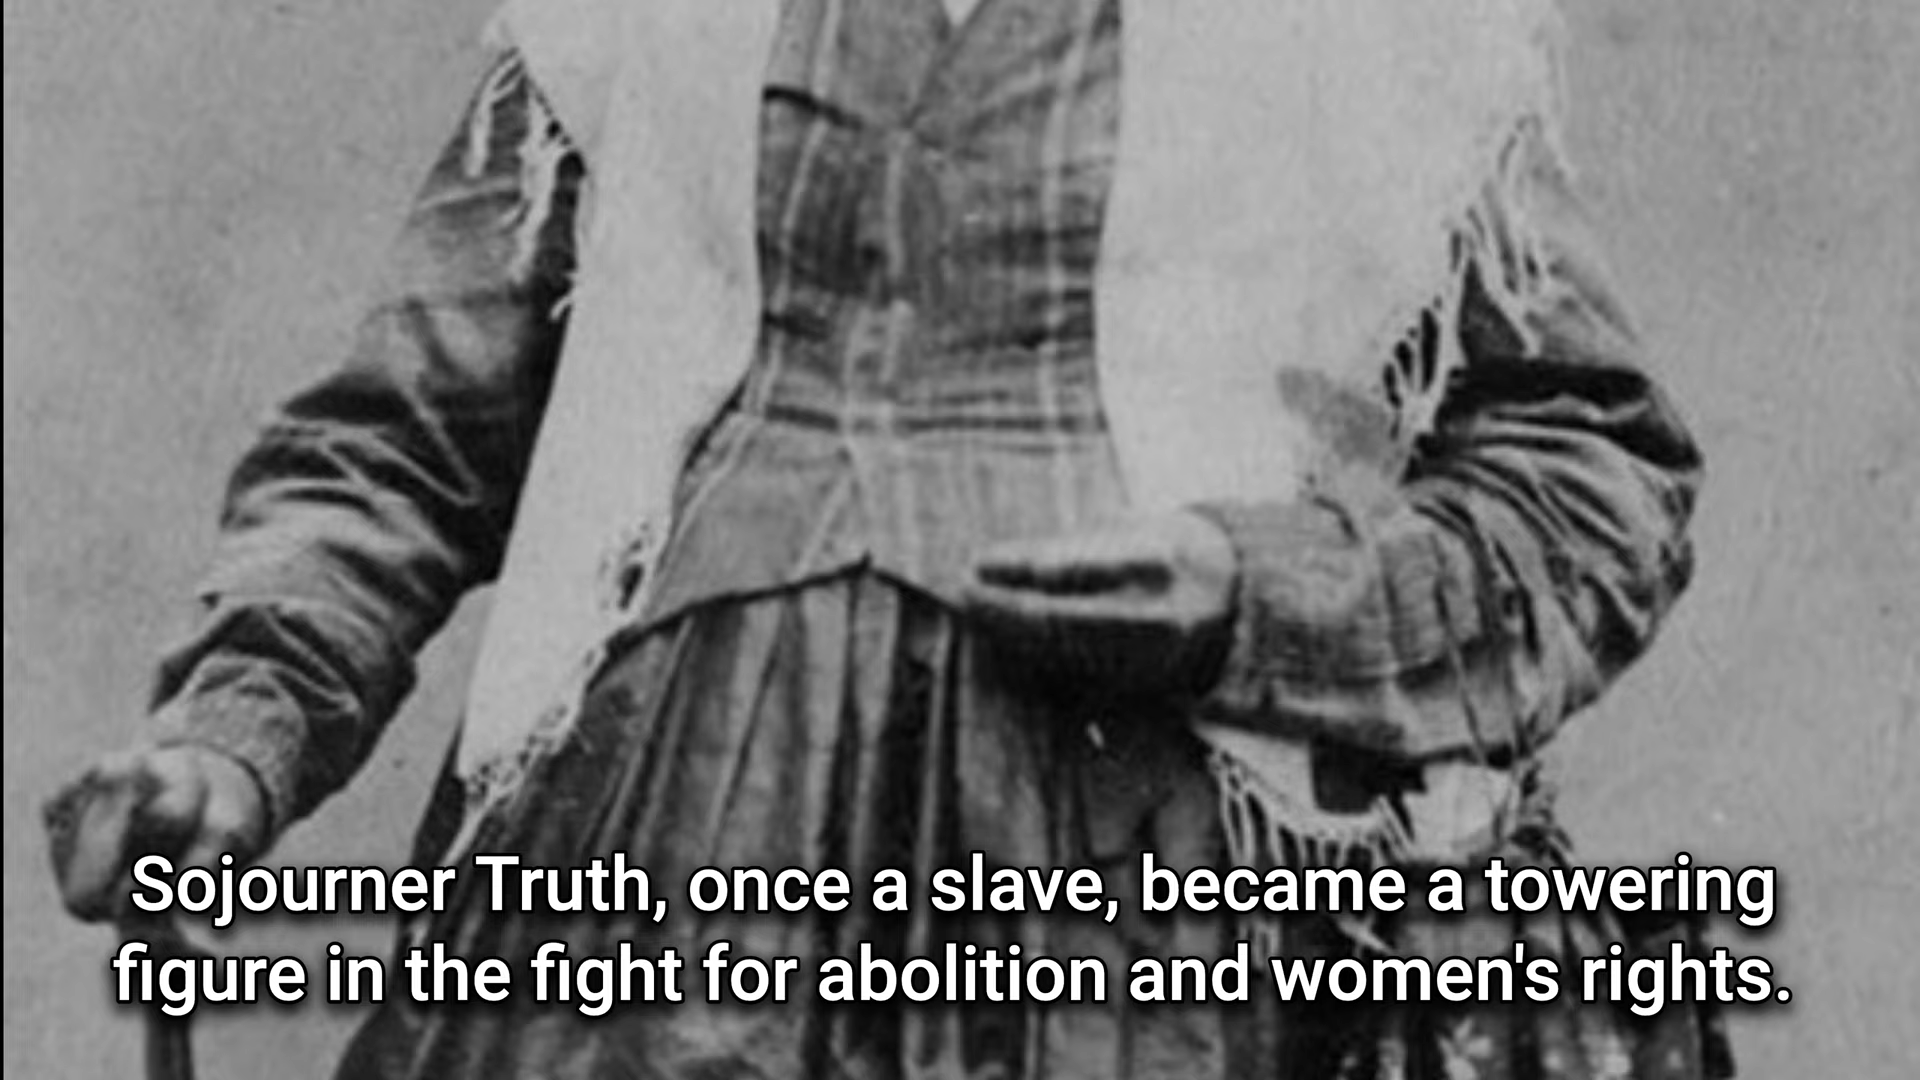 Sojourner Truth, once a slave, became a towering
figure in the fight for abolition and women's rights.